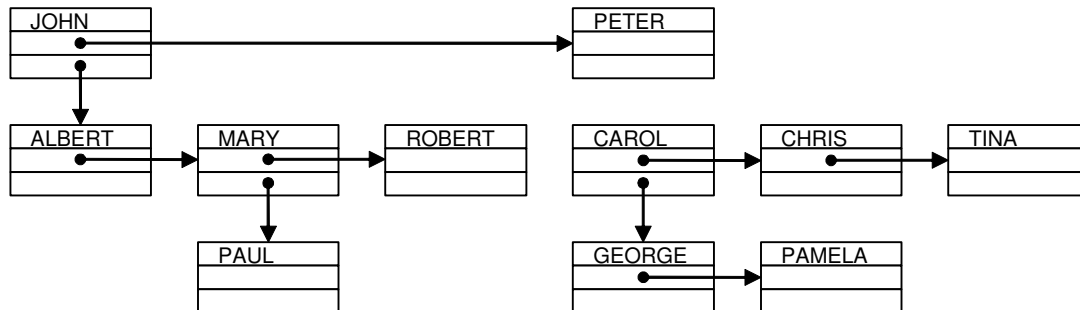 JOHN
PETER
ALBERT
MARY
ROBERT
CAROL
CHRIS
TINA
PAUL
GEORGE
PAMELA